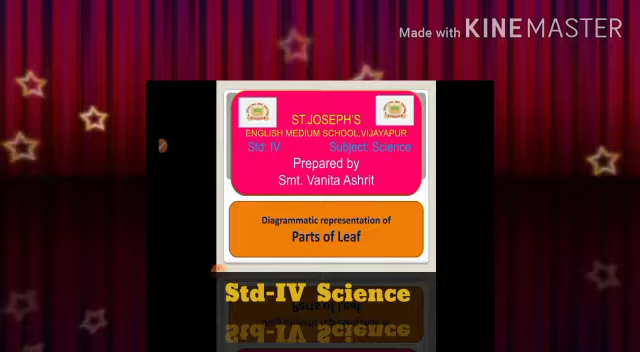 Made with KINEMASTER
ST.JOSEPH'S
ENGLISH MEDIUM SCHOOL,VIJAYAPUR
Std: IV Subject: Science
Prepared by
Smt. Vanita Ashrit
Diagrammatic representation of
Parts of Leaf
Std-IV Science